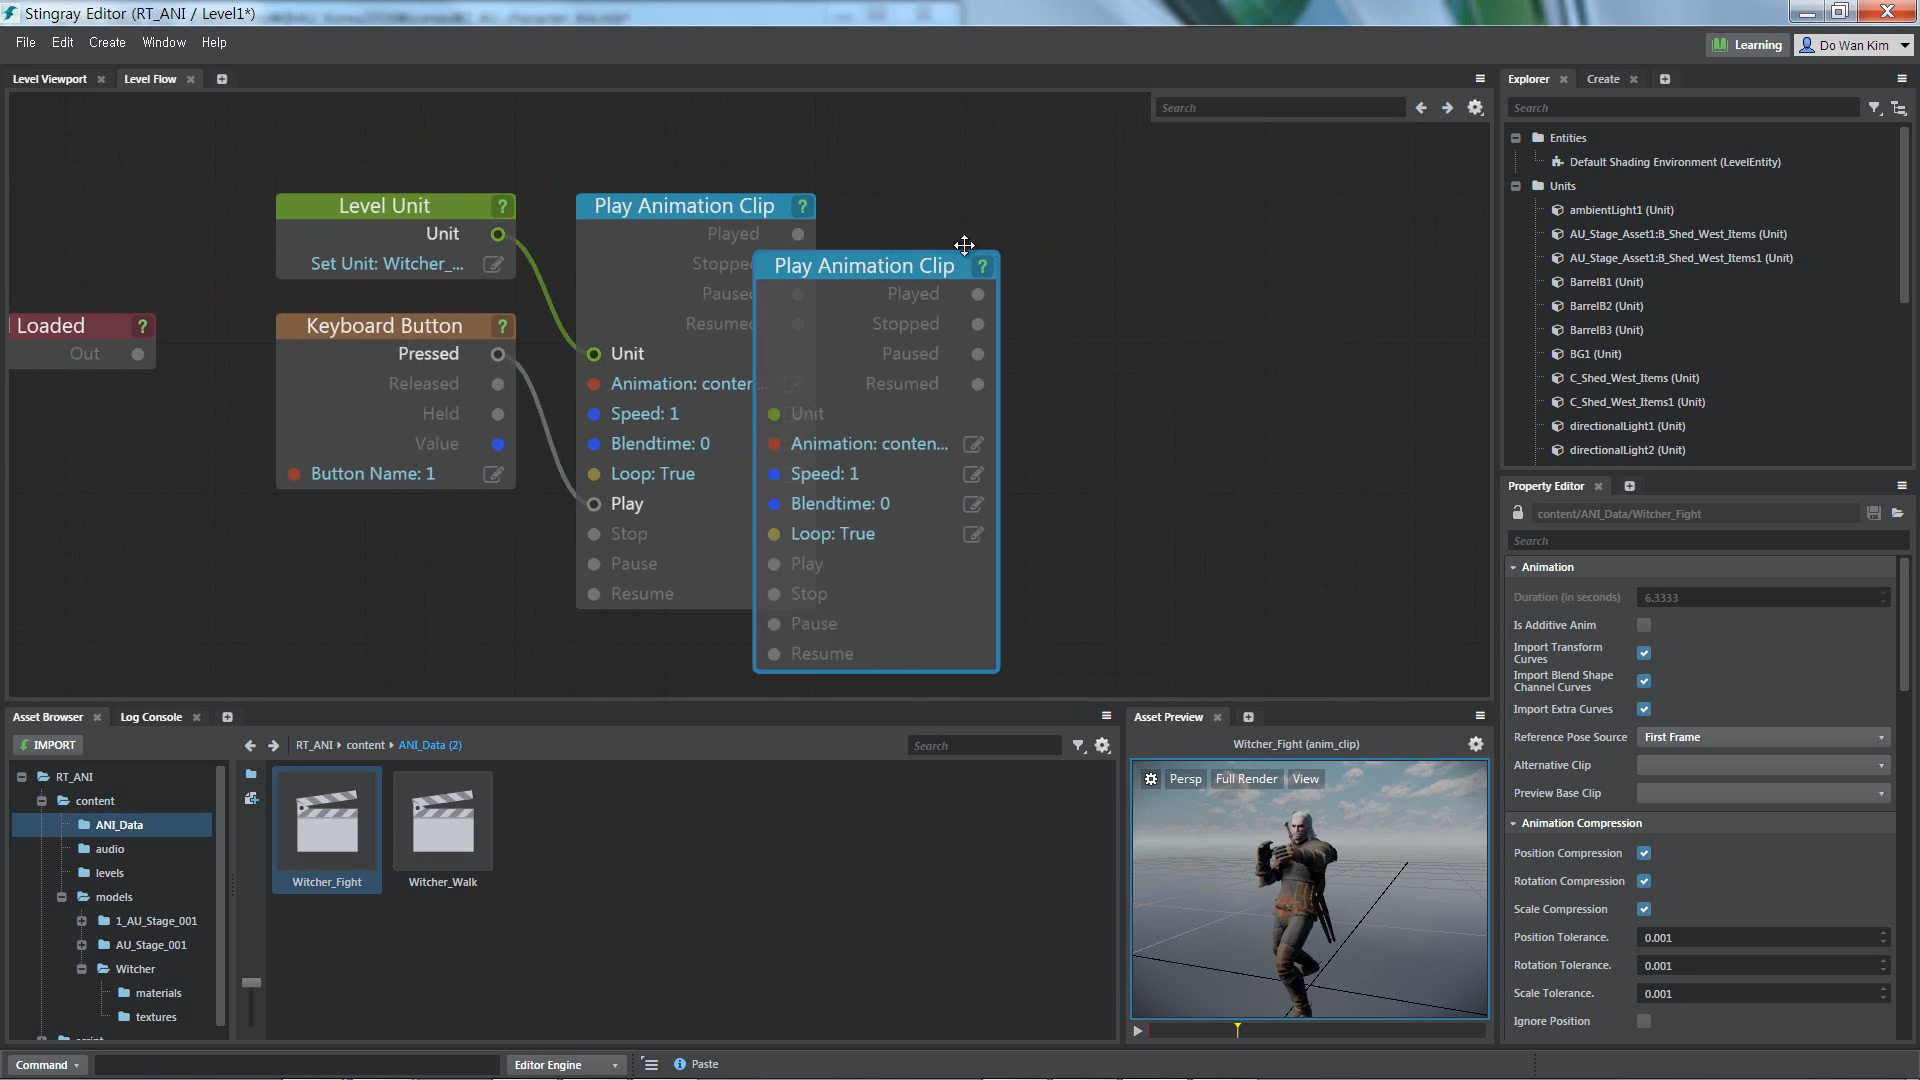 Stingray Editor (RT_ANI / Level1*)
File Edit Create Window Help
Learning
Do Wan Kim
Level Viewport
Level Flow
Search
Level Unit ?
Unit
Set Unit: Witcher_...
Loaded ?
Out
Keyboard Button ?
Pressed
Released
Held
Value
Button Name: 1
Play Animation Clip ?
Played
Stopped
Paused
Resumed
Unit
Animation: conten...
Speed: 1
Blendtime: 0
Loop: True
Play
Stop
Pause
Resume
Play Animation Clip ?
Played
Stopped
Paused
Resumed
Unit
Animation: conten...
Speed: 1
Blendtime: 0
Loop: True
Play
Stop
Pause
Resume
Explorer
Create
Search
Entities
Default Shading Environment (LevelEntity)
Units
ambientLight1 (Unit)
AU_Stage_Asset1:B_Shed_West_Items (Unit)
AU_Stage_Asset1:B_Shed_West_Items1 (Unit)
BarrelB1 (Unit)
BarrelB2 (Unit)
BarrelB3 (Unit)
BG1 (Unit)
C_Shed_West_Items (Unit)
C_Shed_West_Items1 (Unit)
directionalLight1 (Unit)
directionalLight2 (Unit)
Property Editor
content/ANI_Data/Witcher_Fight
Search
Animation
Duration (in seconds) 6.3333
Is Additive Anim
Import Transform
Curves
Import Blend Shape
Channel Curves
Import Extra Curves
Reference Pose Source First Frame
Alternative Clip
Preview Base Clip
Animation Compression
Position Compression
Rotation Compression
Scale Compression
Position Tolerance. 0.001
Rotation Tolerance. 0.001
Scale Tolerance. 0.001
Ignore Position
Asset Browser
Log Console
IMPORT
RT_ANI content ANI_Data (2)
Search
RT_ANI
content
ANI_Data
audio
levels
models
1_AU_Stage_001
AU_Stage_001
Witcher
materials
textures
Witcher_Fight
Witcher_Walk
Asset Preview
Witcher_Fight (anim_clip)
Persp Full Render View
Command
Editor Engine
Paste